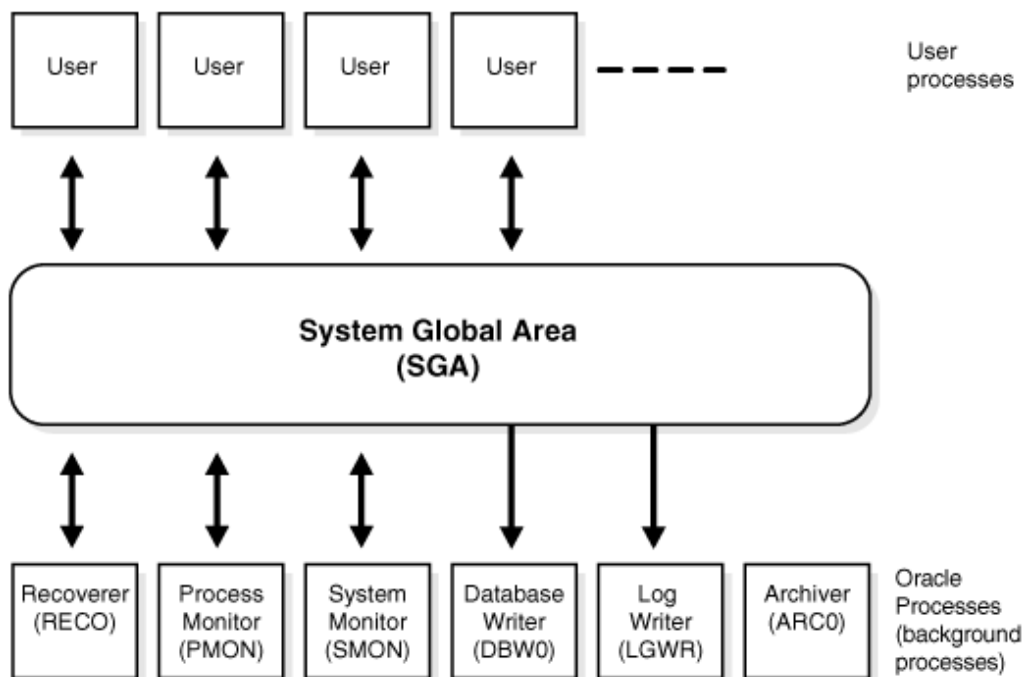 User
User
User
User
User
processes
System Global Area
(SGA)
Recoverer
(RECO)
Process
Monitor
(PMON)
System
Monitor
(SMON)
Database
Writer
(DBW0)
Log
Writer
(LGWR)
Archiver
(ARC0)
Oracle
Processes
(background
processes)